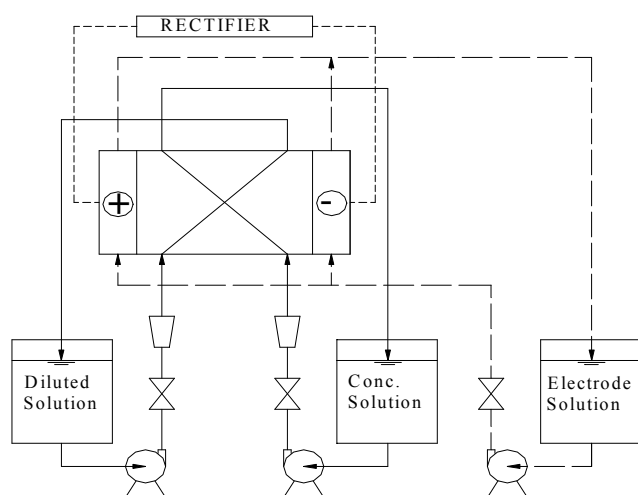 RECTIFIER
+
-
Diluted
Solution
Conc.
Solution
Electrode
Solution